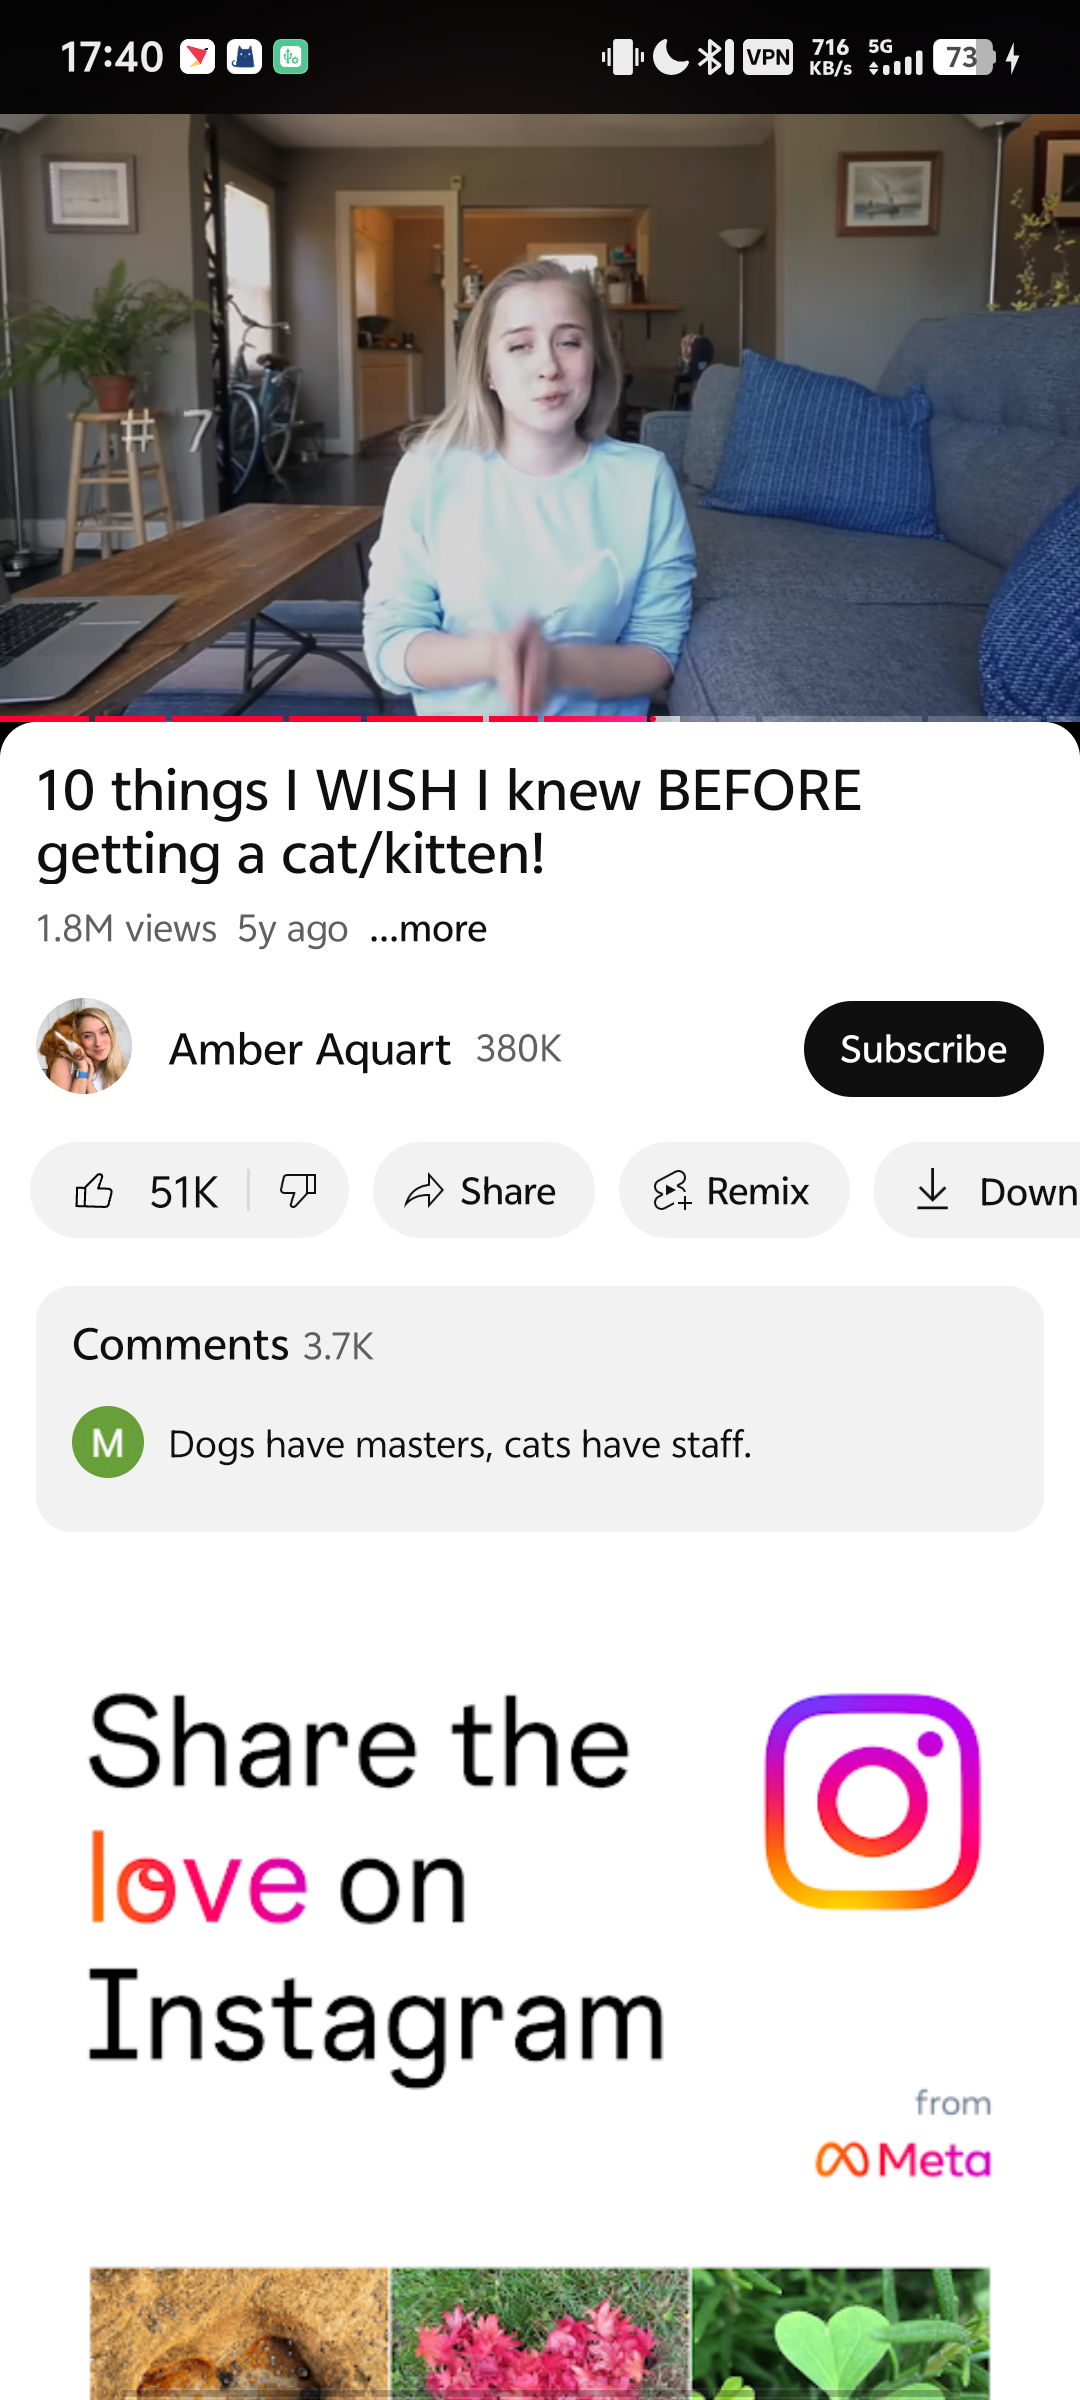 17:40
VPN
716 KB/s
5G
73
# 7
10 things I WISH I knew BEFORE
getting a cat/kitten!
1.8M views 5y ago ...more
Amber Aquart 380K
Subscribe
51K
Share
Remix
Down
Comments 3.7K
M
Dogs have masters, cats have staff.
Share the
love on
Instagram
from
Meta